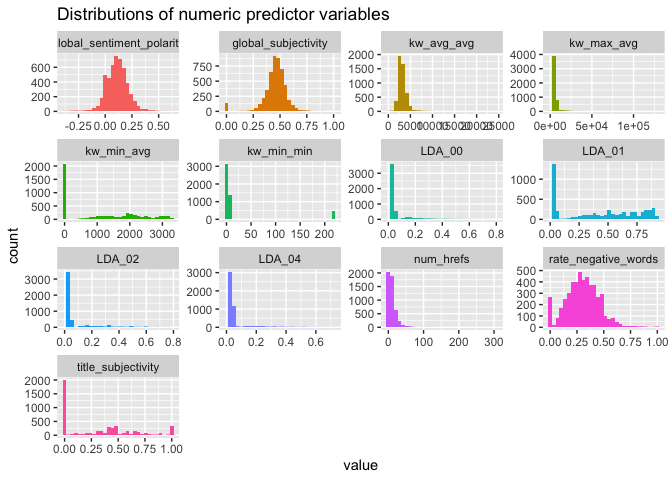 Distributions of numeric predictor variables
lobal_sentiment_polarit
global_subjectivity
kw_avg_avg
kw_max_avg
600
400
200
0
-0.25 0.00 0.25 0.50
750
500
250
0
0.00 0.25 0.50 0.75 1.00
2000
1500
1000
500
0
0 5000 10000 15000 20000 25000
4000
3000
2000
1000
0
0e+00 5e+04 1e+05
kw_min_avg
kw_min_min
LDA_00
LDA_01
2000
1500
1000
500
0
0 1000 2000 3000
3000
2000
1000
0
0 50 100 150 200
3000
2000
1000
0
0.0 0.2 0.4 0.6 0.8
1000
500
0
0.00 0.25 0.50 0.75
LDA_02
LDA_04
num_hrefs
rate_negative_words
3000
2000
1000
0
0.0 0.2 0.4 0.6 0.8
3000
2000
1000
0
0.0 0.2 0.4 0.6
2000
1500
1000
500
0
0 100 200 300
500
400
300
200
100
0
0.00 0.25 0.50 0.75 1.00
title_subjectivity
2000
1500
1000
500
0
0.00 0.25 0.50 0.75 1.00
count
value